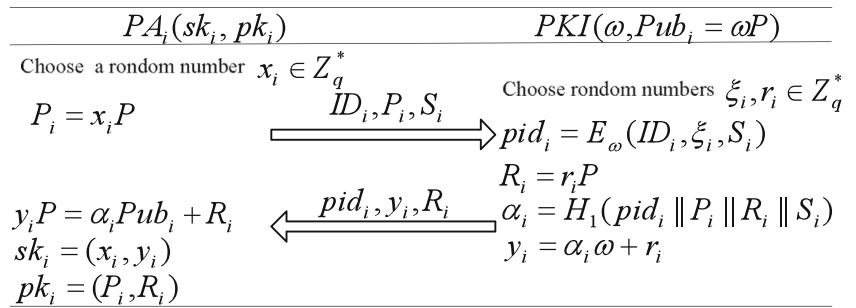 PA_i(sk_i, pk_i) PKI(ω, Pub_i = ωP)
Choose a rondom number x_i ∈ Z_q^*
P_i = x_iP
ID_i, P_i, S_i
Choose rondom numbers ξ_i, r_i ∈ Z_q^*
pid_i = E_ω(ID_i, ξ_i, S_i)
R_i = r_iP
α_i = H_1(pid_i ∥ P_i ∥ R_i ∥ S_i)
y_i = α_iω + r_i
pid_i, y_i, R_i
y_iP = α_iPub_i + R_i
sk_i = (x_i, y_i)
pk_i = (P_i, R_i)